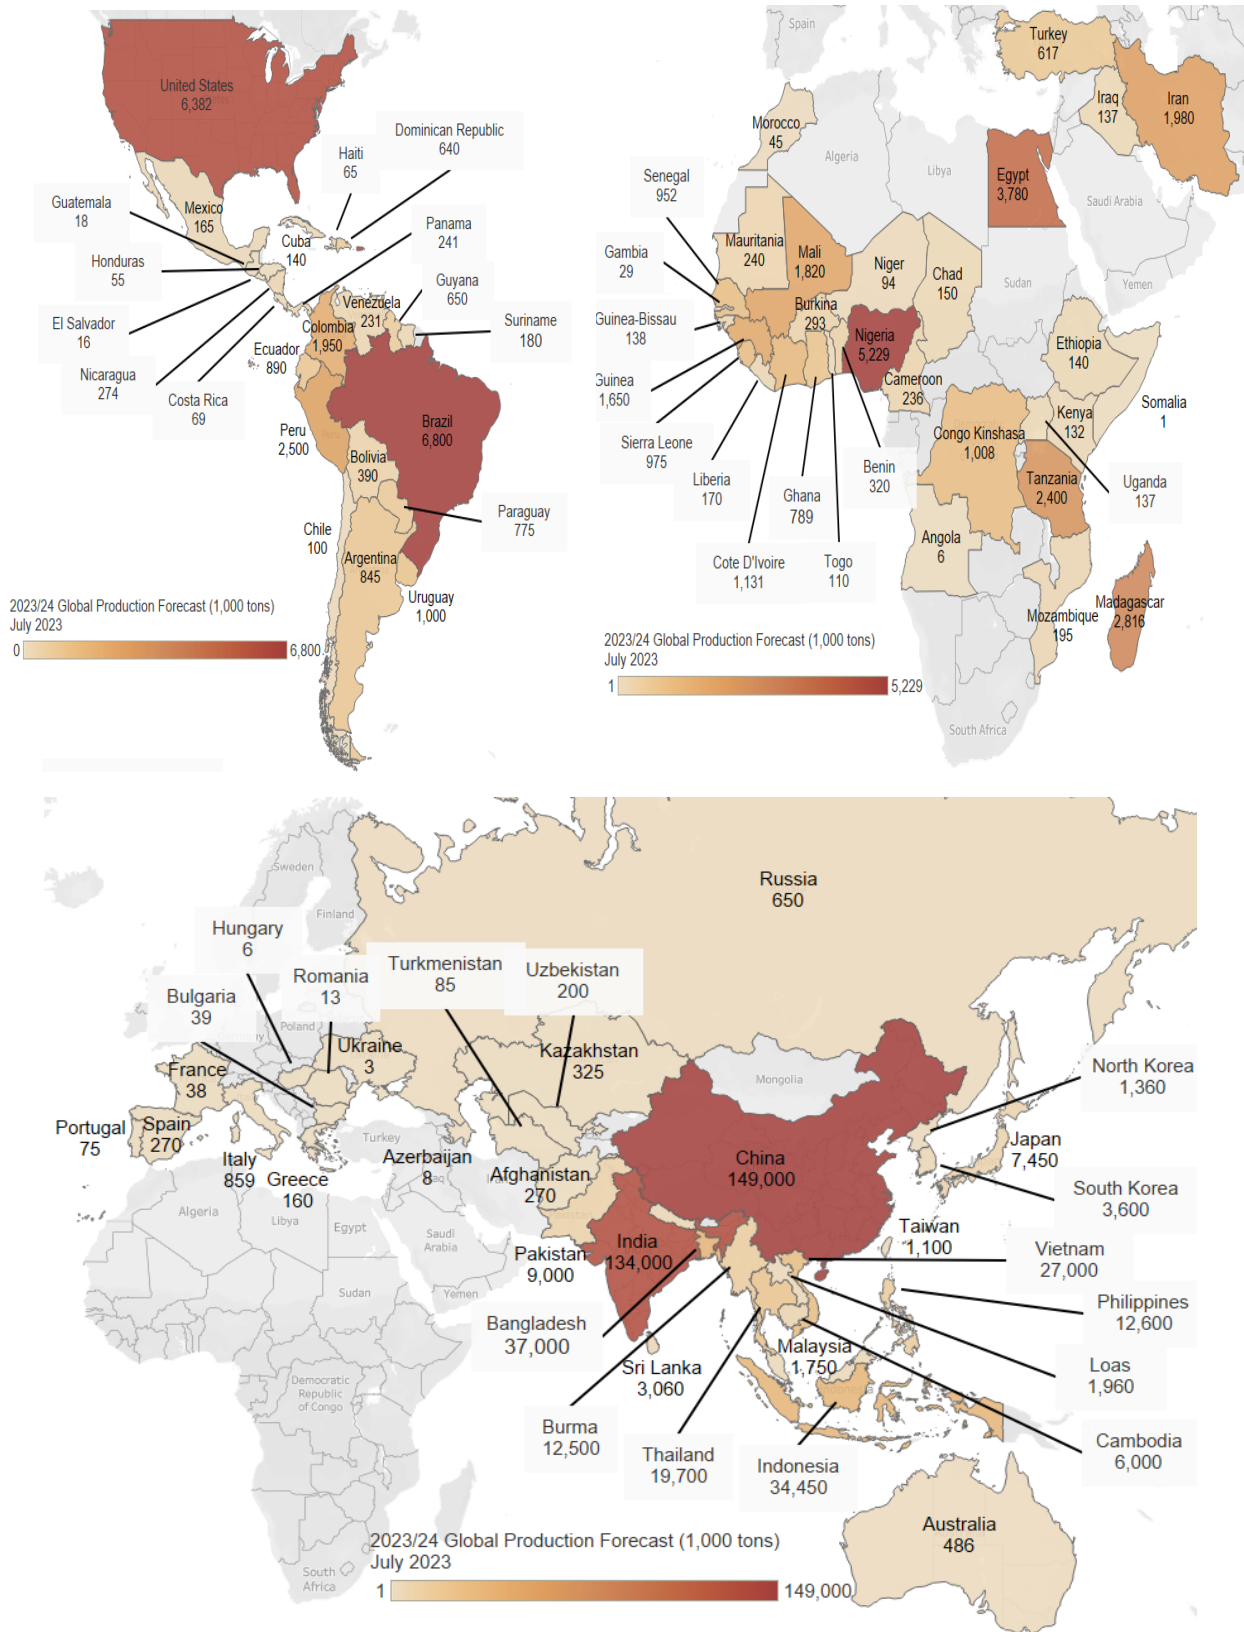 United States
6,382
Dominican Republic
640
Haiti
65
Guatemala
18
Mexico
165
Cuba
140
Panama
241
Honduras
55
Guyana
650
Venezuela
231
El Salvador
16
Colombia
1,950
Suriname
180
Ecuador
890
Nicaragua
274
Costa Rica
69
Peru
2,500
Brazil
6,800
Bolivia
390
Paraguay
775
Chile
100
Argentina
845
Uruguay
1,000
2023/24 Global Production Forecast (1,000 tons)
July 2023
0
6,800
Spain
Turkey
617
Iraq
137
Iran
1,980
Morocco
45
Algeria
Libya
Egypt
3,780
Saudi Arabia
Senegal
952
Mauritania
240
Mali
1,820
Niger
94
Chad
150
Sudan
Yemen
Gambia
29
Burkina
293
Guinea-Bissau
138
Nigeria
5,229
Ethiopia
140
Guinea
1,650
Cameroon
236
Somalia
1
Kenya
132
Congo Kinshasa
1,008
Sierra Leone
975
Liberia
170
Ghana
789
Benin
320
Tanzania
2,400
Uganda
137
Angola
6
Cote D'Ivoire
1,131
Togo
110
Mozambique
195
Madagascar
2,816
2023/24 Global Production Forecast (1,000 tons)
July 2023
1
5,229
South Africa
Russia
650
Sweden
Finland
Hungary
6
Romania
13
Turkmenistan
85
Uzbekistan
200
Bulgaria
39
Poland
Ukraine
3
Kazakhstan
325
Mongolia
North Korea
1,360
France
38
Portugal
75
Spain
270
Italy
859
Greece
160
Turkey
Azerbaijan
8
Afghanistan
270
China
149,000
Japan
7,450
South Korea
3,600
Algeria
Libya
Egypt
Saudi
Arabia
Pakistan
9,000
India
134,000
Taiwan
1,100
Vietnam
27,000
Sudan
Yemen
Bangladesh
37,000
Sri Lanka
3,060
Malaysia
1,750
Philippines
12,600
Loas
1,960
Democratic
Republic
of Congo
Burma
12,500
Thailand
19,700
Indonesia
34,450
Cambodia
6,000
Australia
486
2023/24 Global Production Forecast (1,000 tons)
July 2023
1
149,000
South
Africa